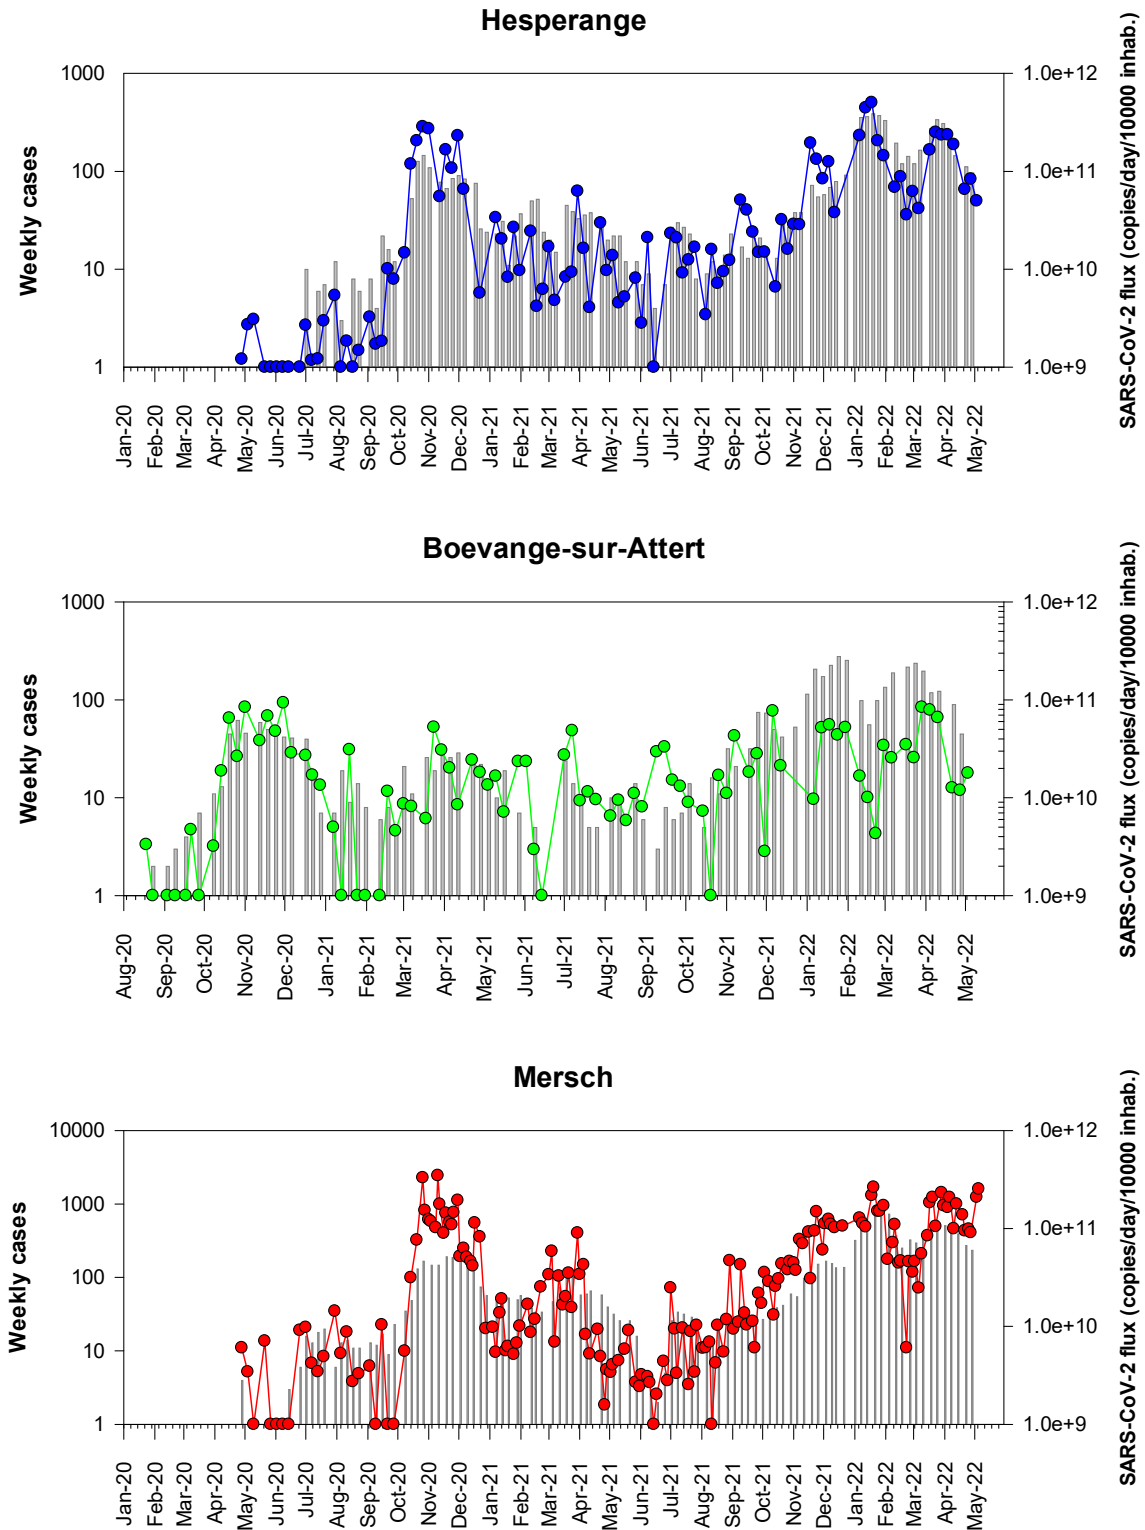 Hesperange
Weekly cases
1000
100
10
1
1.0e+12
1.0e+11
1.0e+10
1.0e+9
SARS-CoV-2 flux (copies/day/10000 inhab.)
Jan-20
Feb-20
Mar-20
Apr-20
May-20
Jun-20
Jul-20
Aug-20
Sep-20
Oct-20
Nov-20
Dec-20
Jan-21
Feb-21
Mar-21
Apr-21
May-21
Jun-21
Jul-21
Aug-21
Sep-21
Oct-21
Nov-21
Dec-21
Jan-22
Feb-22
Mar-22
Apr-22
May-22
Boevange-sur-Attert
Weekly cases
1000
100
10
1
1.0e+12
1.0e+11
1.0e+10
1.0e+9
SARS-CoV-2 flux (copies/day/10000 inhab.)
Aug-20
Sep-20
Oct-20
Nov-20
Dec-20
Jan-21
Feb-21
Mar-21
Apr-21
May-21
Jun-21
Jul-21
Aug-21
Sep-21
Oct-21
Nov-21
Dec-21
Jan-22
Feb-22
Mar-22
Apr-22
May-22
Mersch
Weekly cases
10000
1000
100
10
1
1.0e+12
1.0e+11
1.0e+10
1.0e+9
SARS-CoV-2 flux (copies/day/10000 inhab.)
Jan-20
Feb-20
Mar-20
Apr-20
May-20
Jun-20
Jul-20
Aug-20
Sep-20
Oct-20
Nov-20
Dec-20
Jan-21
Feb-21
Mar-21
Apr-21
May-21
Jun-21
Jul-21
Aug-21
Sep-21
Oct-21
Nov-21
Dec-21
Jan-22
Feb-22
Mar-22
Apr-22
May-22